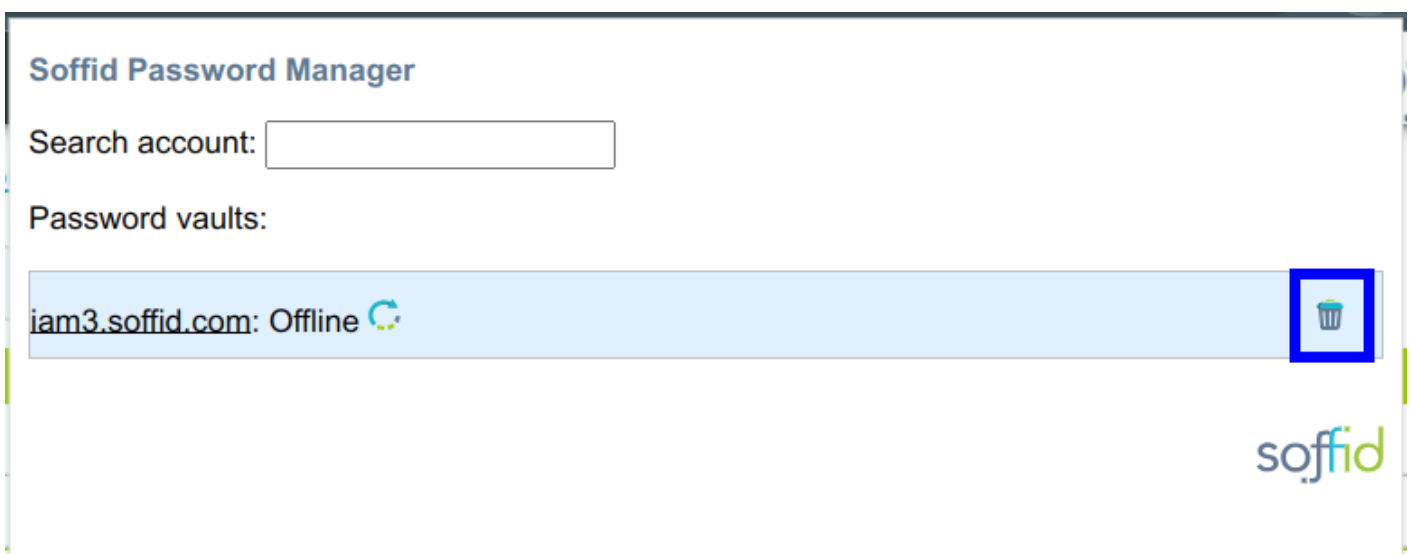 Soffid Password Manager
Search account:
Password vaults:
iam3.soffid.com: Offline
soffid